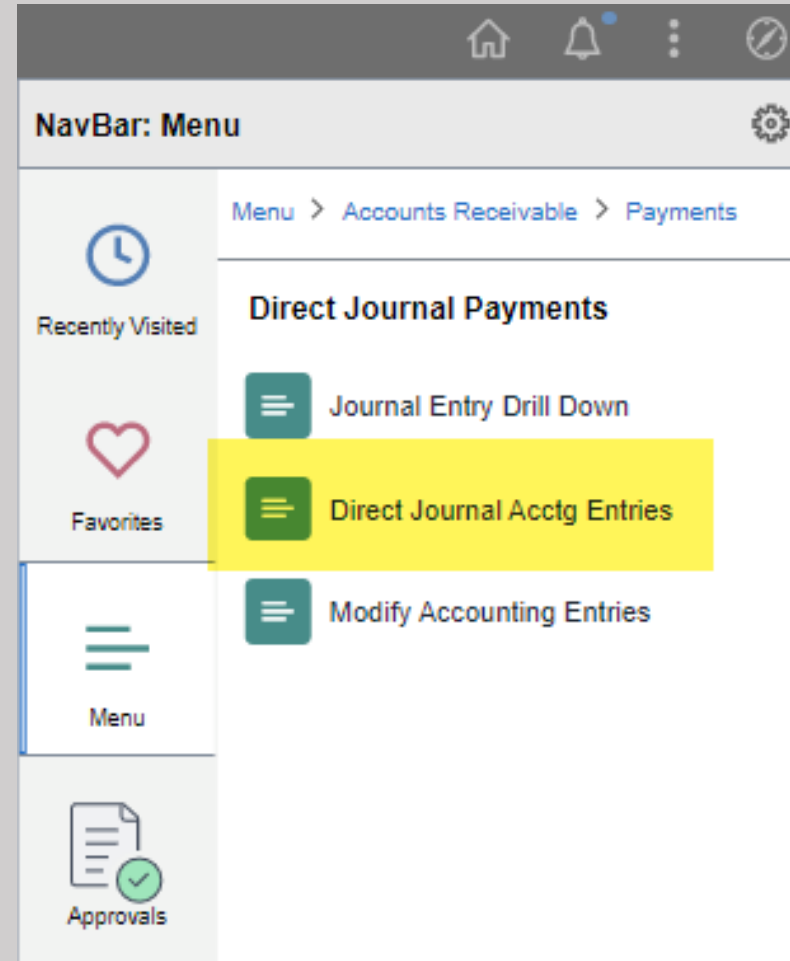 NavBar: Menu
Menu > Accounts Receivable > Payments
Recently Visited
Direct Journal Payments
Journal Entry Drill Down
Favorites
Direct Journal Acctg Entries
Modify Accounting Entries
Menu
Approvals